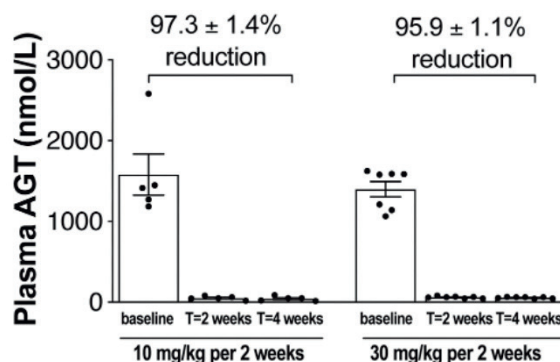 97.3 ± 1.4%
reduction
95.9 ± 1.1%
reduction
Plasma AGT (nmol/L)
3000
2000
1000
0
baseline T=2 weeks T=4 weeks
baseline T=2 weeks T=4 weeks
10 mg/kg per 2 weeks
30 mg/kg per 2 weeks